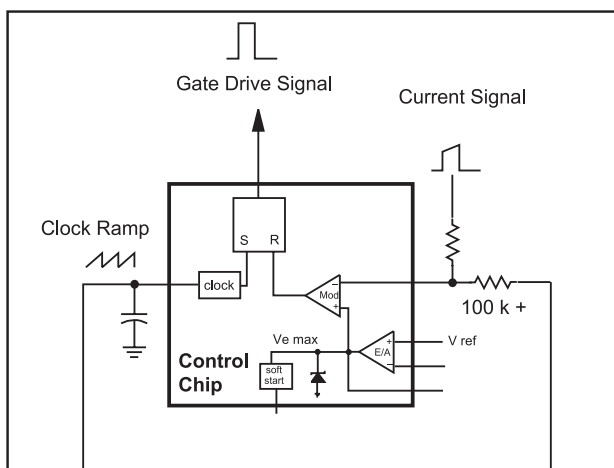 Gate Drive Signal
Current Signal
Clock Ramp
S R
clock
Mod
–
+
100 k +
Ve max
V ref
+
E/A
–
Control
Chip
soft
start